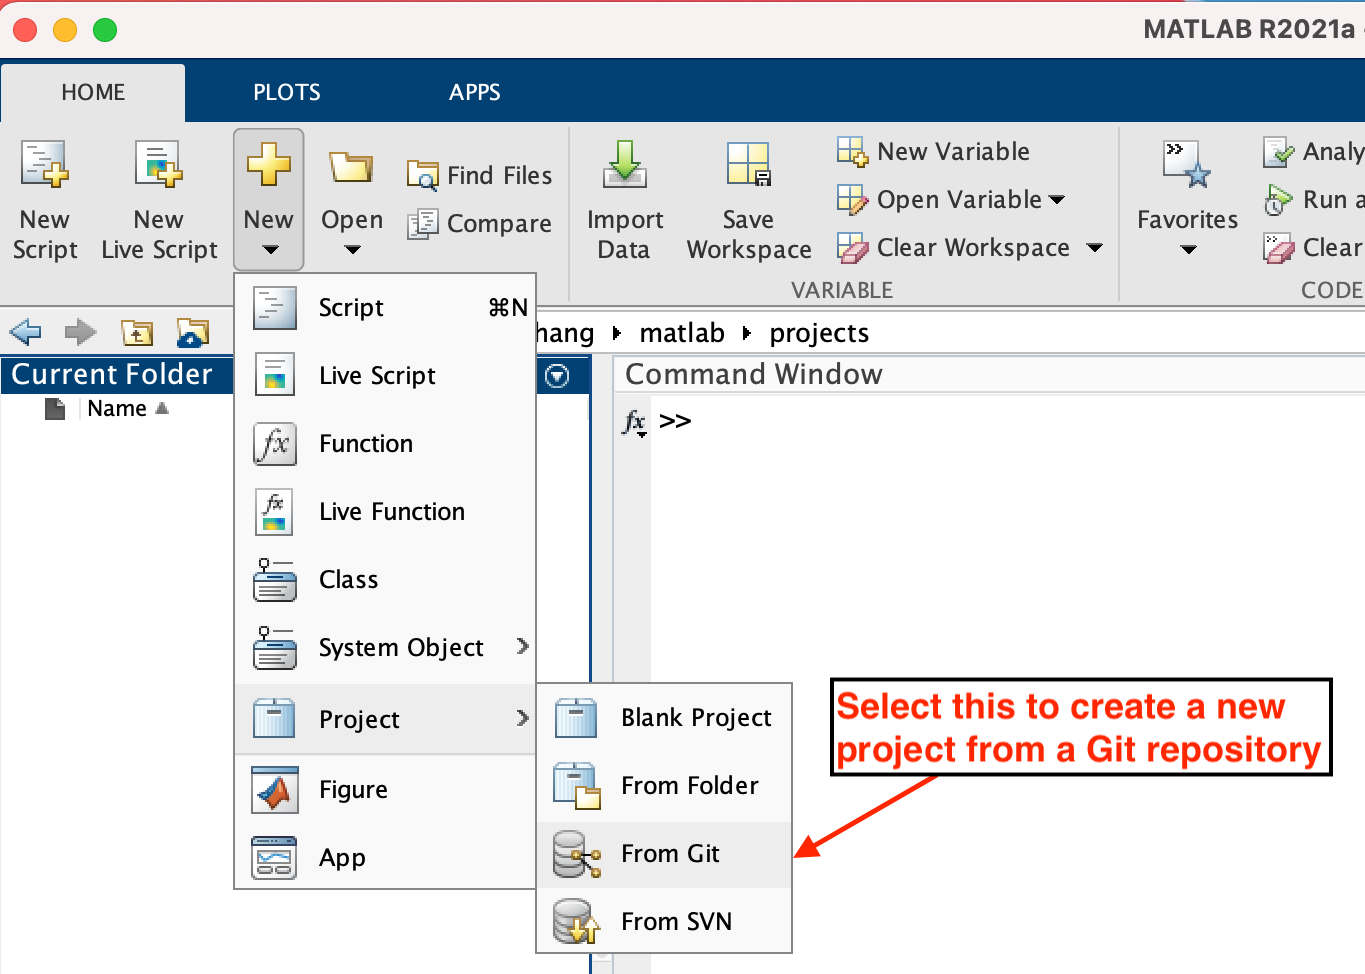 MATLAB R2021a
HOME
PLOTS
APPS
New
Script
New
Live Script
New
Open
Find Files
Compare
Import
Data
Save
Workspace
New Variable
Open Variable
Clear Workspace
VARIABLE
Favorites
Analy
Run a
Clear
CODE
hang
matlab
projects
Current Folder
Name
Script ⌘N
Live Script
Function
Live Function
Class
System Object
Project
Figure
App
Blank Project
From Folder
From Git
From SVN
Command Window
fx >>
Select this to create a new
project from a Git repository